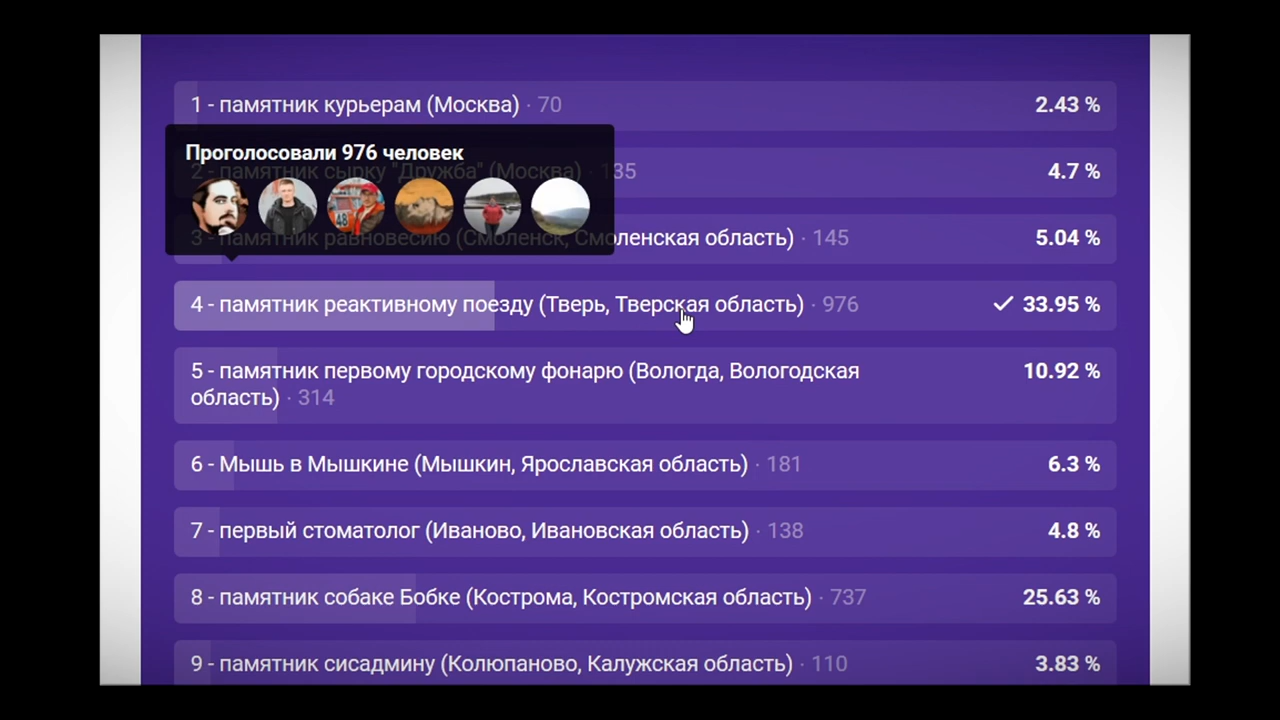 1 - памятник курьерам (Москва) · 70 2.43 %
Проголосовали 976 человек
2 - памятник сырку "Дружба" (Москва) · 135 4.7 %
48
3 - памятник равновесию (Смоленск, Смоленская область) · 145 5.04 %
4 - памятник реактивному поезду (Тверь, Тверская область) · 976 33.95 %
5 - памятник первому городскому фонарю (Вологда, Вологодская 10.92 %
область) · 314
6 - Мышь в Мышкине (Мышкин, Ярославская область) · 181 6.3 %
7 - первый стоматолог (Иваново, Ивановская область) · 138 4.8 %
8 - памятник собаке Бобке (Кострома, Костромская область) · 737 25.63 %
9 - памятник сисадмину (Колюпаново, Калужская область) · 110 3.83 %